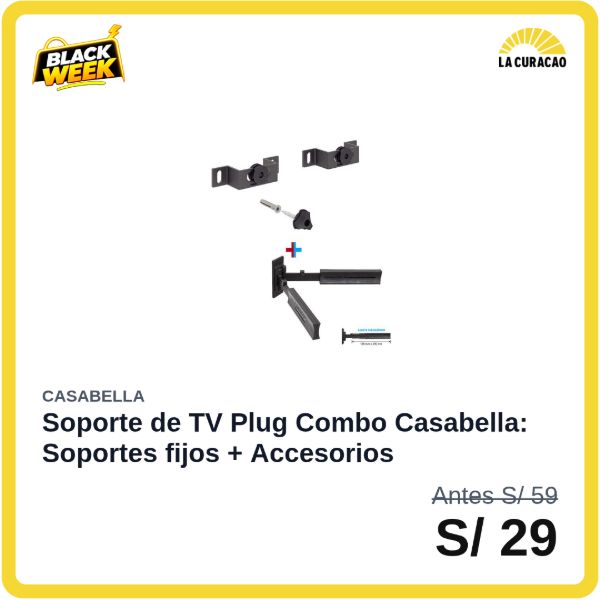 BLACK
WEEK
LA CURACAO
CASABELLA
Soporte de TV Plug Combo Casabella:
Soportes fijos + Accesorios
Antes S/ 59
S/ 29